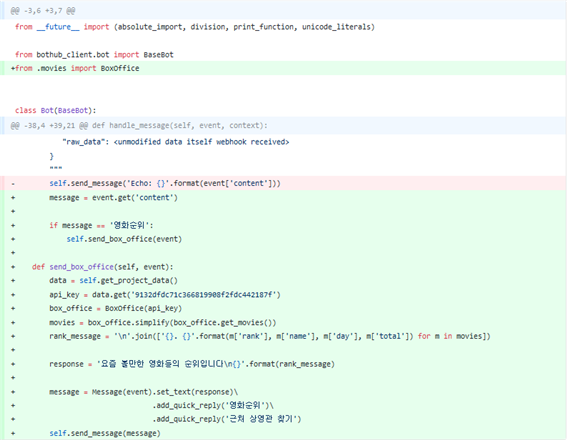 @@ -3,6 +3,7 @@
from __future__ import (absolute_import, division, print_function, unicode_literals)
from bothub_client.bot import BaseBot
+from .movies import BoxOffice
class Bot(BaseBot):
@@ -38,4 +39,21 @@ def handle_message(self, event, context):
"raw_data": <unmodified data itself webhook received>
}
"""
- self.send_message('Echo: {}'.format(event['content']))
+ message = event.get('content')
+
+ if message == '영화순위':
+ self.send_box_office(event)
+
+ def send_box_office(self, event):
+ data = self.get_project_data()
+ api_key = data.get('9132dfdc71c366819908f2fdc442187f')
+ box_office = BoxOffice(api_key)
+ movies = box_office.simplify(box_office.get_movies())
+ rank_message = '\n'.join(['{}. {}'.format(m['rank'], m['name'], m['day'], m['total']) for m in movies])
+
+ response = '요즘 볼만한 영화들의 순위입니다\n{}'.format(rank_message)
+
+ message = Message(event).set_text(response)\
+ .add_quick_reply('영화순위')\
+ .add_quick_reply('근처 상영관 찾기')
+ self.send_message(message)